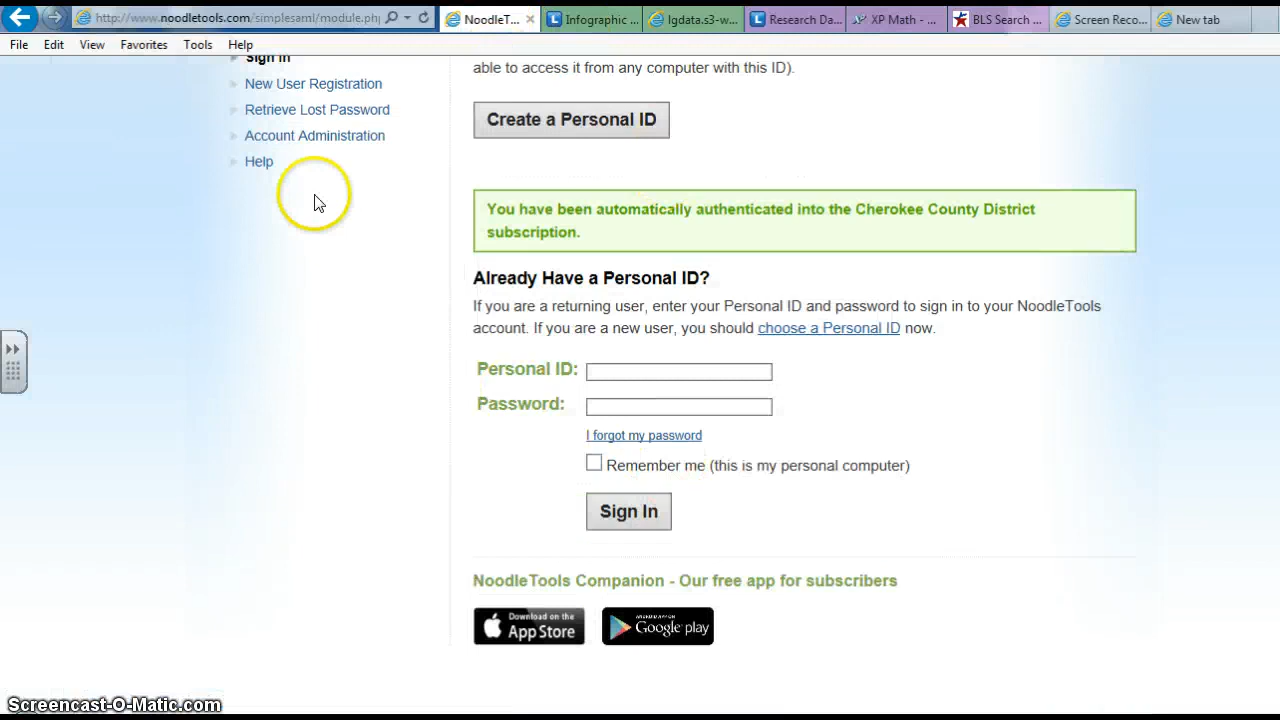 http://www.noodletools.com/simplesaml/module.php
NoodleT...
Infographic ...
lgdata.s3-w...
Research Da...
XP Math - ...
BLS Search ...
Screen Reco...
New tab
File Edit View Favorites Tools Help
Sign In
New User Registration
Retrieve Lost Password
Account Administration
Help
able to access it from any computer with this ID).
Create a Personal ID
You have been automatically authenticated into the Cherokee County District
subscription.
Already Have a Personal ID?
If you are a returning user, enter your Personal ID and password to sign in to your NoodleTools
account. If you are a new user, you should choose a Personal ID now.
Personal ID:
Password:
I forgot my password
Remember me (this is my personal computer)
Sign In
NoodleTools Companion - Our free app for subscribers
Download on the
App Store
ANDROID APP ON
Google play
Screencast-O-Matic.com